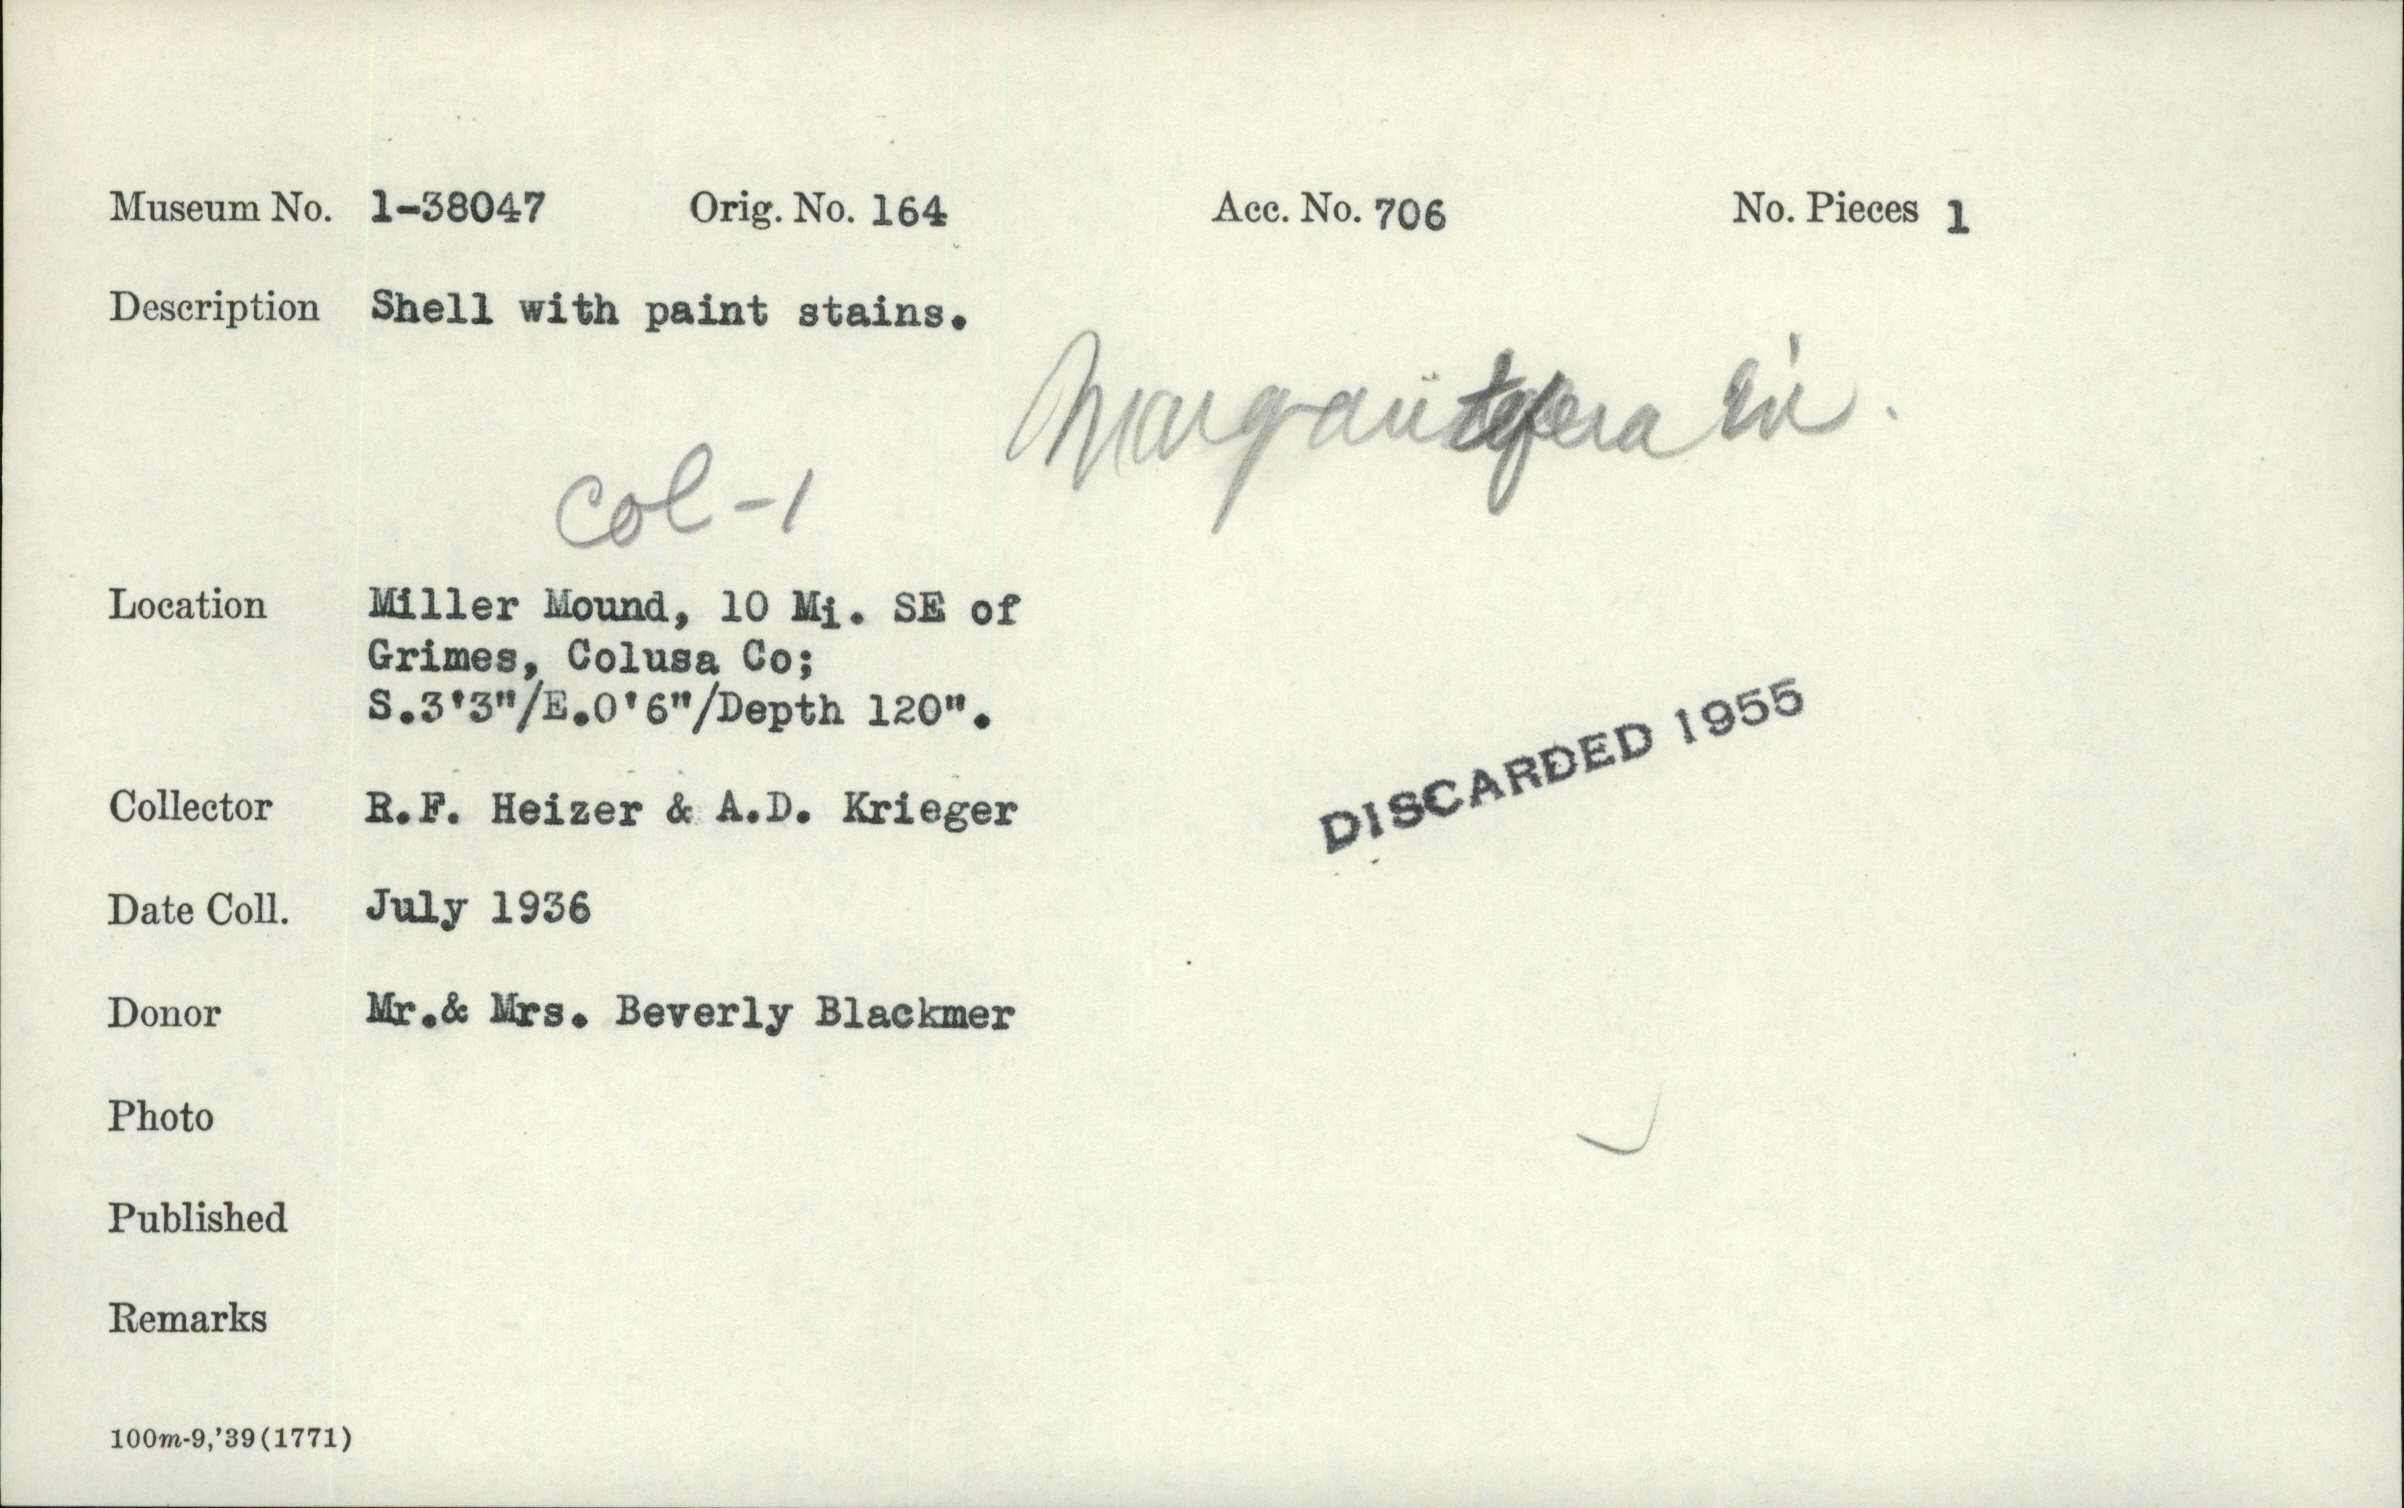 Museum No. 1-38047 Orig. No. 164 Acc. No. 706 No. Pieces 1
Description Shell with paint stains.
Col-1
Location Miller Mound, 10 Mi. SE of
Grimes, Colusa Co;
S.3'3"/E.0'6"/Depth 120".
DISCARDED 1955
Collector R.F. Heizer & A.D. Krieger
Date Coll. July 1936
Donor Mr.& Mrs. Beverly Blackmer
Photo
Published
Remarks
100m-9,'39(1771)